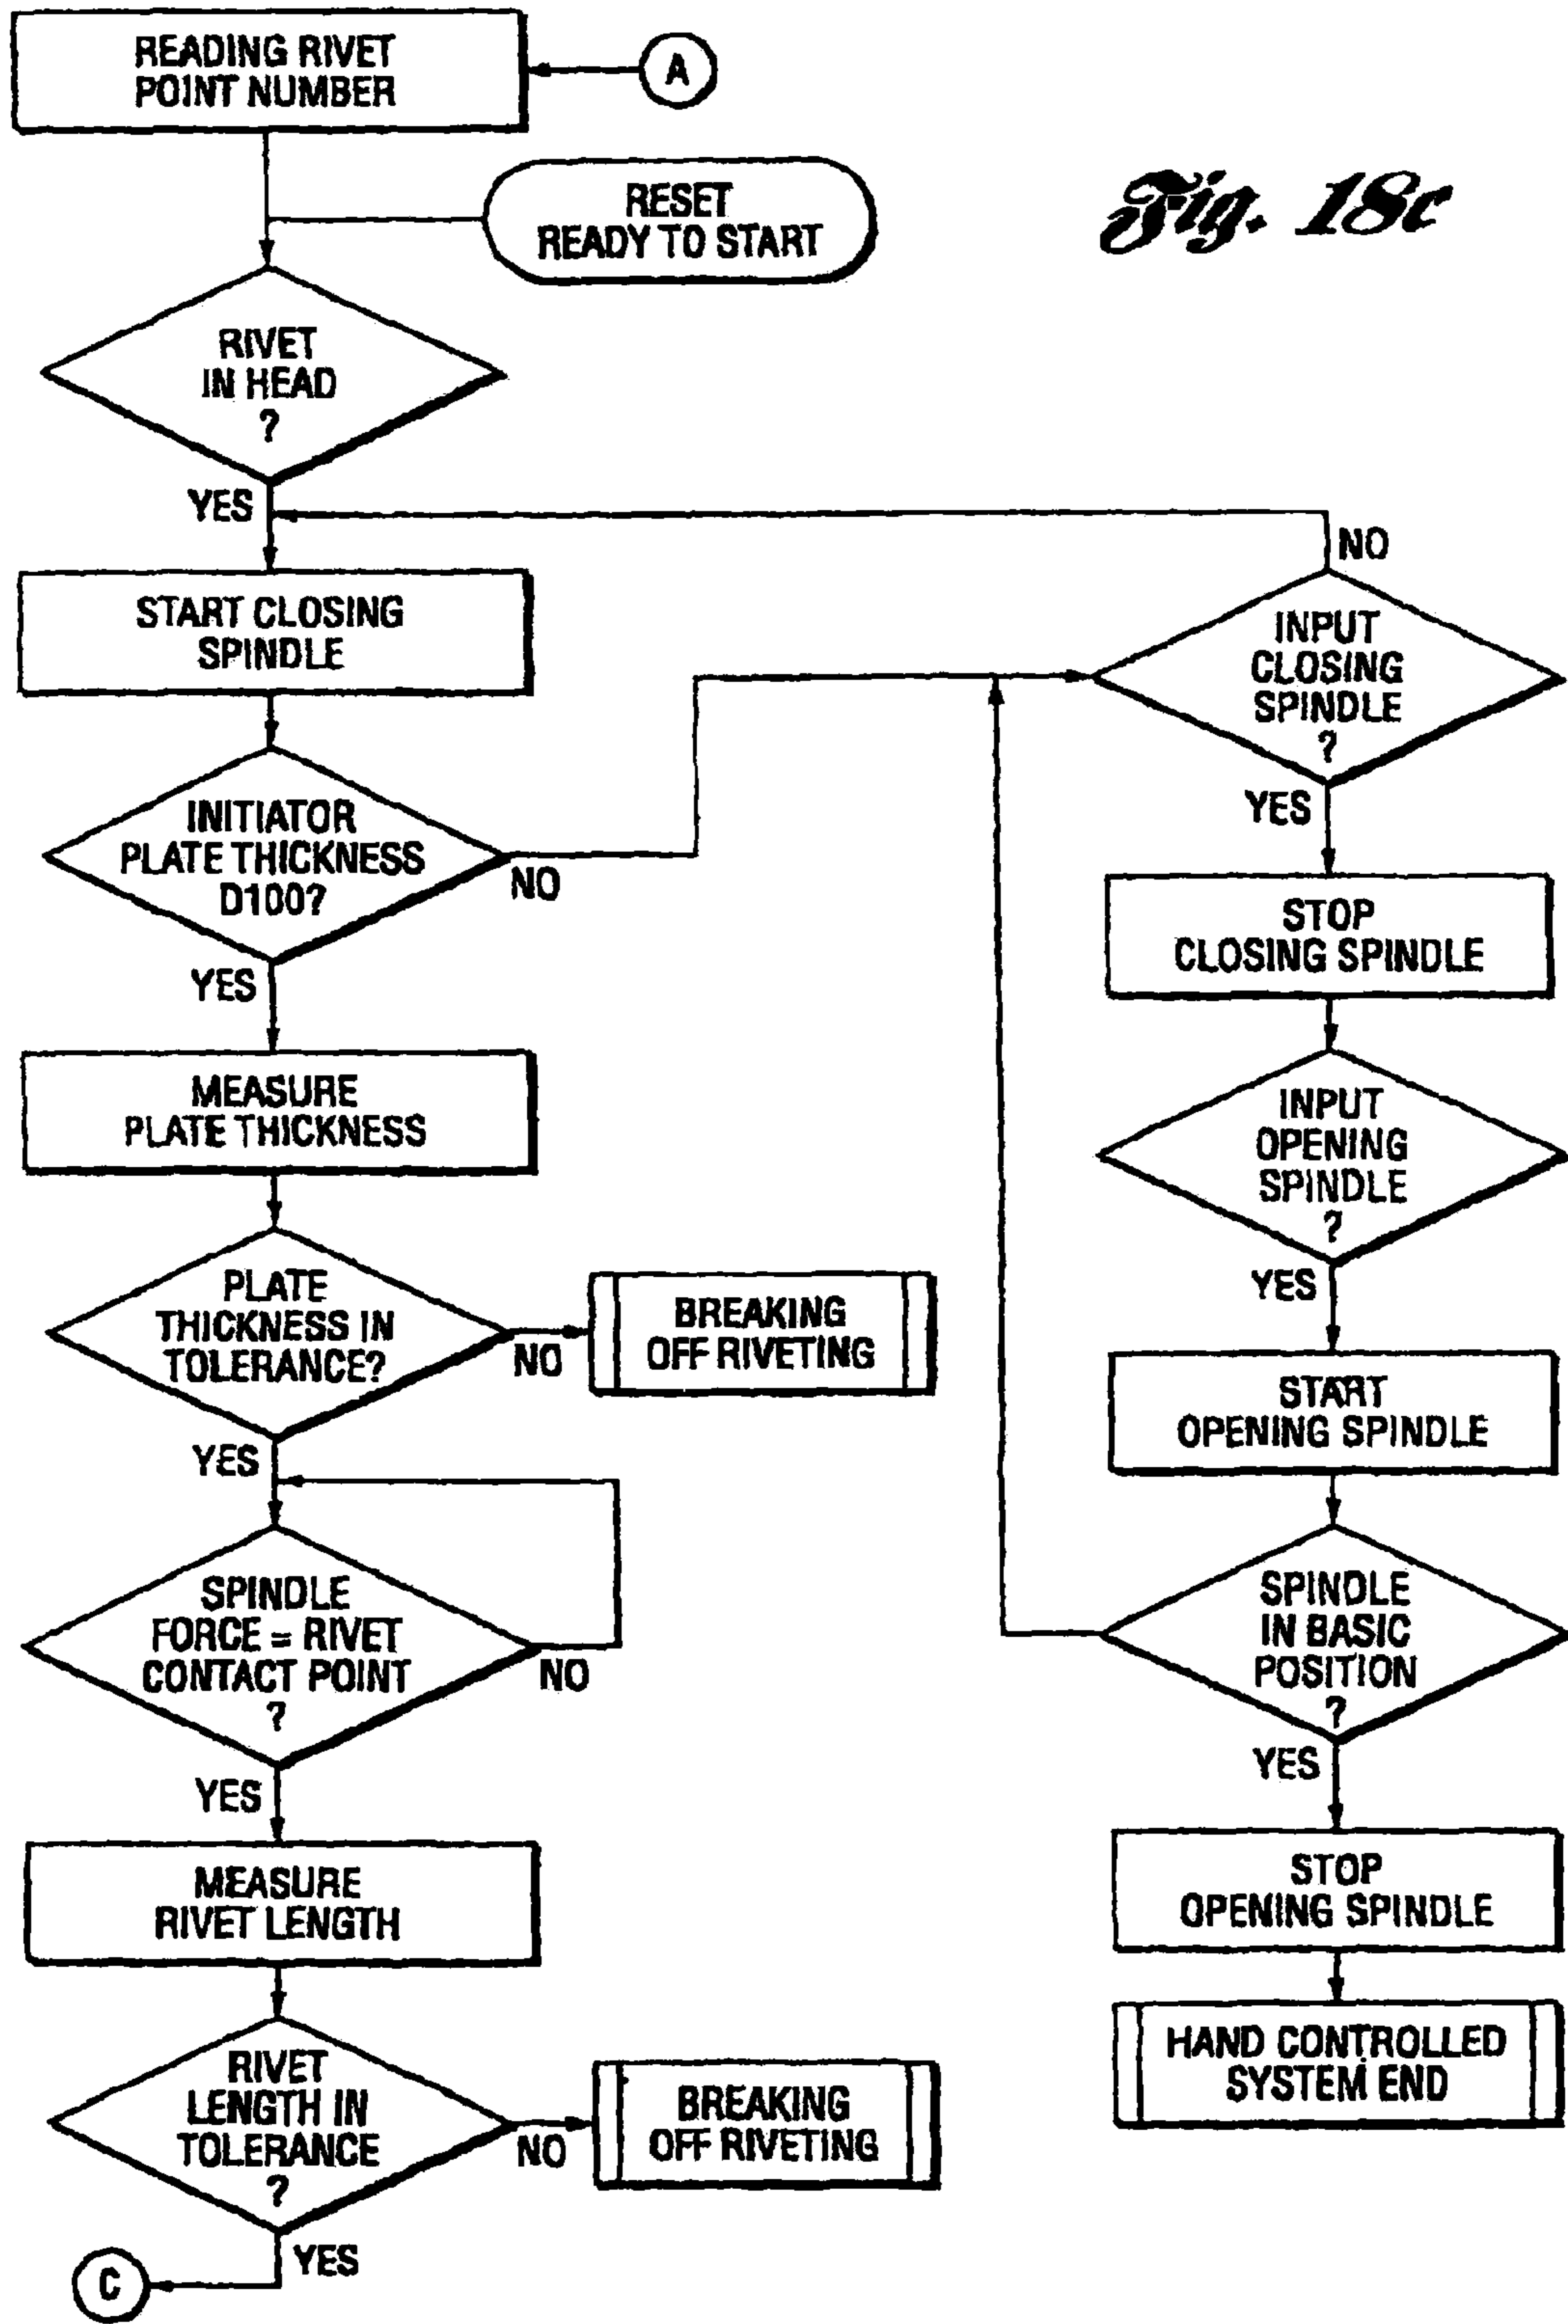 READING RIVET
POINT NUMBER
A
RESET
READY TO START
Fig. 18c
RIVET
IN HEAD
?
YES
START CLOSING
SPINDLE
INITIATOR
PLATE THICKNESS
D100?
NO
YES
MEASURE
PLATE THICKNESS
PLATE
THICKNESS IN
TOLERANCE?
NO
BREAKING
OFF RIVETING
YES
SPINDLE
FORCE = RIVET
CONTACT POINT
?
NO
YES
MEASURE
RIVET LENGTH
RIVET
LENGTH IN
TOLERANCE
?
NO
BREAKING
OFF RIVETING
YES
C
NO
INPUT
CLOSING
SPINDLE
?
YES
STOP
CLOSING SPINDLE
INPUT
OPENING
SPINDLE
?
YES
START
OPENING SPINDLE
SPINDLE
IN BASIC
POSITION
?
YES
STOP
OPENING SPINDLE
HAND CONTROLLED
SYSTEM END